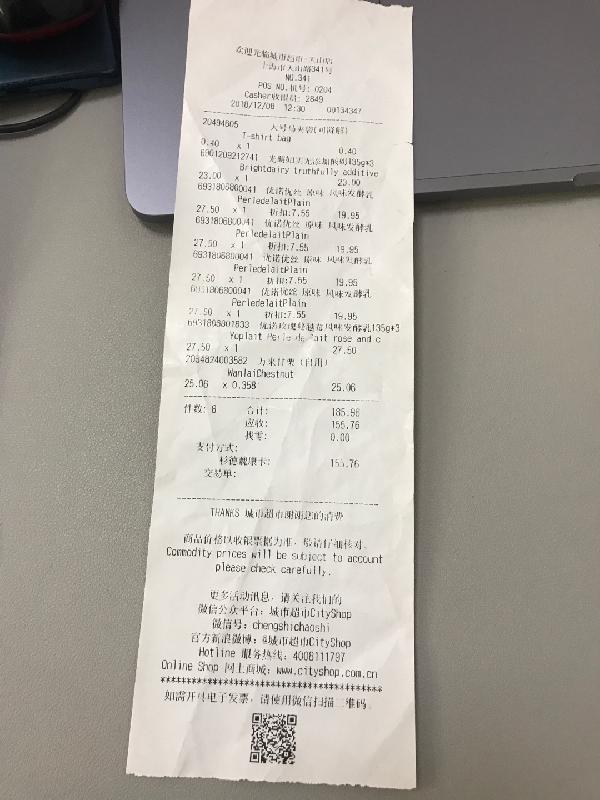 欢迎光临城市超市-天山店
上海市天山路341号
NO.341
POS NO.机号: 0204
Casher收银员: 2849
2018/12/08 12:30 00134347
20494805 大号马夹袋(可降解)
T-shirt bag
0.40 x 1 0.40
6901209212741 光明如实无添加酸奶135g*3
Brightdairy truthfully additive
23.00 x 1 23.00
6931806800041 优诺优丝 原味 风味发酵乳
PerledelaitPlain
27.50 x 1 折扣:7.55 19.95
6931806800041 优诺优丝 原味 风味发酵乳
PerledelaitPlain
27.50 x 1 折扣:7.55 19.95
6931806800041 优诺优丝 原味 风味发酵乳
PerledelaitPlain
27.50 x 1 折扣:7.55 19.95
6931806800041 优诺优丝 原味 风味发酵乳
PerledelaitPlain
27.50 x 1 折扣:7.55 19.95
6931806801833 优诺玫瑰蔓越莓风味发酵乳135g*3
Yoplait Perle de lait rose and c
27.50 x 1 27.50
2064824003582 万来甘栗(自用)
WanlaiChestnut
25.06 x 0.358 25.06
件数: 8 合计: 185.96
应收: 155.76
找零: 0.00
支付方式:
杉德戴康卡: 155.76
交易单:
THANKS 城市超市谢谢您的消费
商品价格以收银票据为准, 敬请仔细核对。
Commodity prices will be subject to account
please check carefully.
更多活动讯息, 请关注我们的
微信公众平台: 城市超市CityShop
微信号: chengshichaoshi
官方新浪微博: @城市超市CityShop
Hotline 服务热线: 4008111797
Online Shop 网上商城: www.cityshop.com.cn
******************************************
如需开具电子发票, 请使用微信扫描二维码